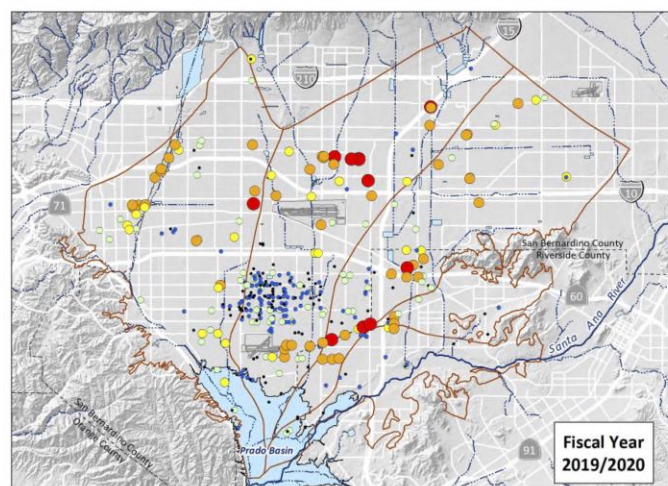 15
210
71
10
San Bernardino County
Riverside County
60
Santa Ana River
San Bernardino County
Orange County
Prado Basin
91
Fiscal Year
2019/2020